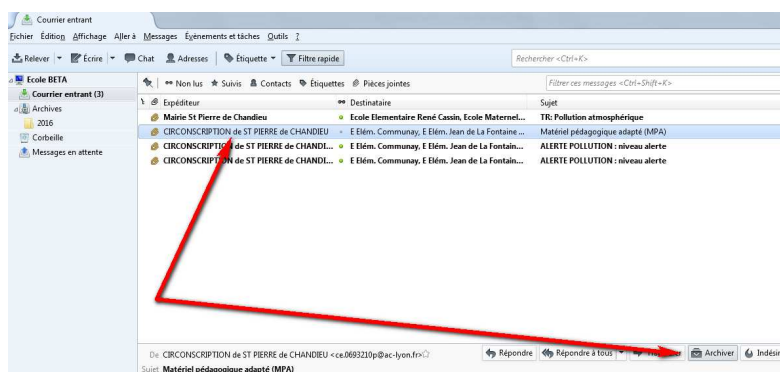 Courrier entrant
Fichier Édition Affichage Aller à Messages Évènements et tâches Outils ?
Relever Écrire Chat Adresses Étiquette Filtre rapide Rechercher <Ctrl+K>
Ecole BETA
Courrier entrant (3)
Archives
2016
Corbeille
Messages en attente
Non lus Suivis Contacts Étiquettes Pièces jointes Filtrer ces messages <Ctrl+Shift+K>
Expéditeur Destinataire Sujet
Mairie St Pierre de Chandieu Ecole Elementaire René Cassin, Ecole Maternel... TR: Pollution atmosphérique
CIRCONSCRIPTION de ST PIERRE de CHANDIEU E Elém. Communay, E Elém. Jean de La Fontaine ... Matériel pédagogique adapté (MPA)
CIRCONSCRIPTION de ST PIERRE de CHANDI... E Elém. Communay, E Elém. Jean de La Fontain... ALERTE POLLUTION : niveau alerte
CIRCONSCRIPTION de ST PIERRE de CHANDI... E Elém. Communay, E Elém. Jean de La Fontain... ALERTE POLLUTION : niveau alerte
De CIRCONSCRIPTION de ST PIERRE de CHANDIEU <ce.0693210p@ac-lyon.fr> Répondre Répondre à tous Archiver Indésir
Sujet Matériel pédagogique adapté (MPA)